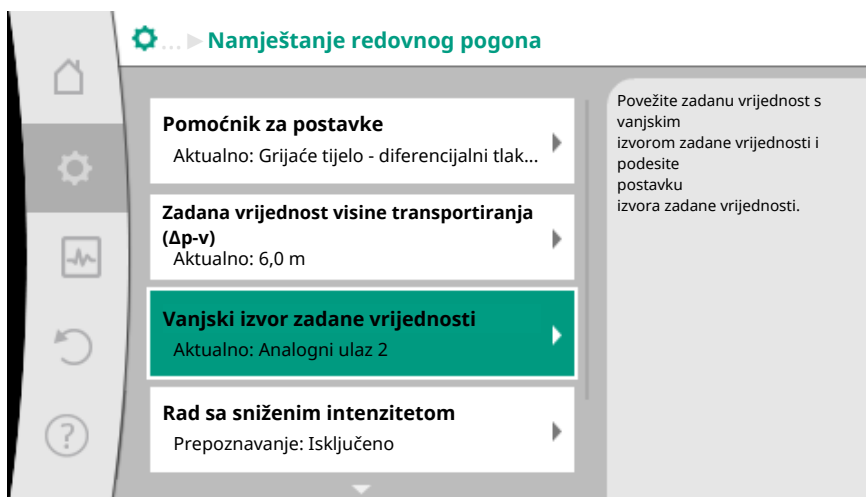 ... Namještanje redovnog pogona
Pomoćnik za postavke
Aktualno: Grijaće tijelo - diferencijalni tlak...
Zadana vrijednost visine transportiranja
(Δp-v)
Aktualno: 6,0 m
Vanjski izvor zadane vrijednosti
Aktualno: Analogni ulaz 2
Rad sa sniženim intenzitetom
Prepoznavanje: Isključeno
Povežite zadanu vrijednost s
vanjskim
izvorom zadane vrijednosti i
podesite
postavku
izvora zadane vrijednosti.
?